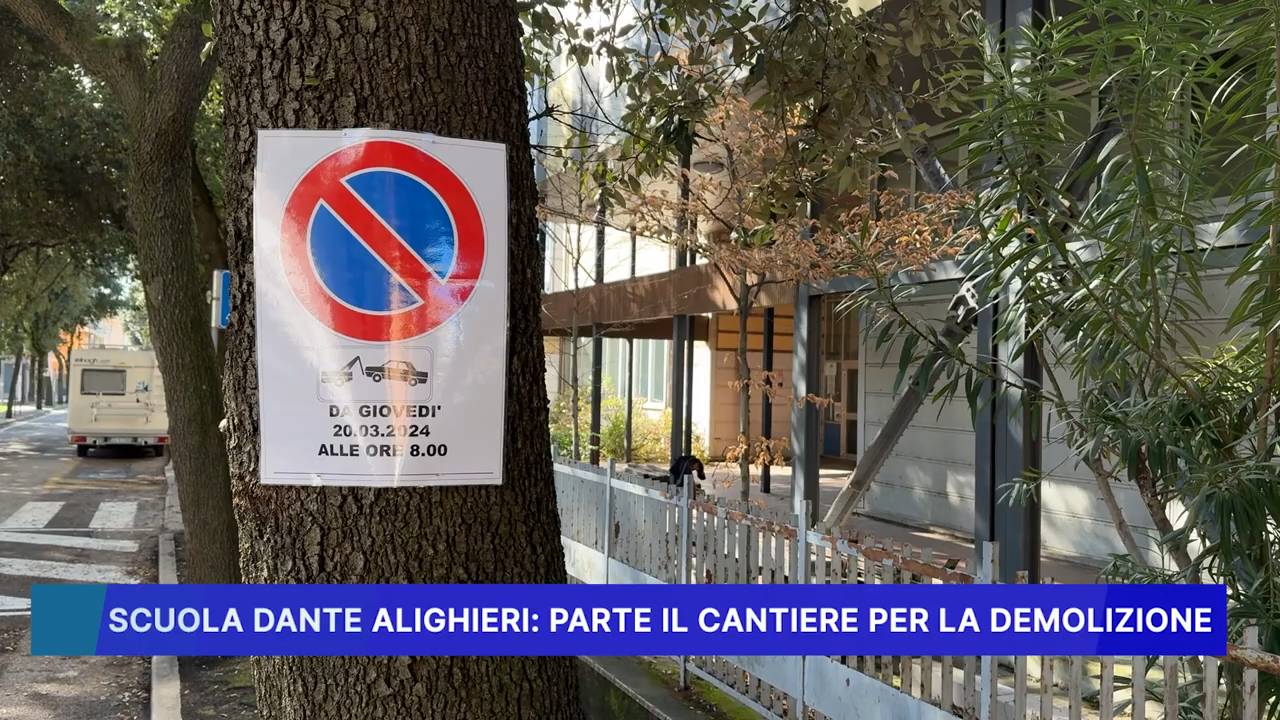 DA GIOVEDI'
20.03.2024
ALLE ORE 8.00
SCUOLA DANTE ALIGHIERI: PARTE IL CANTIERE PER LA DEMOLIZIONE